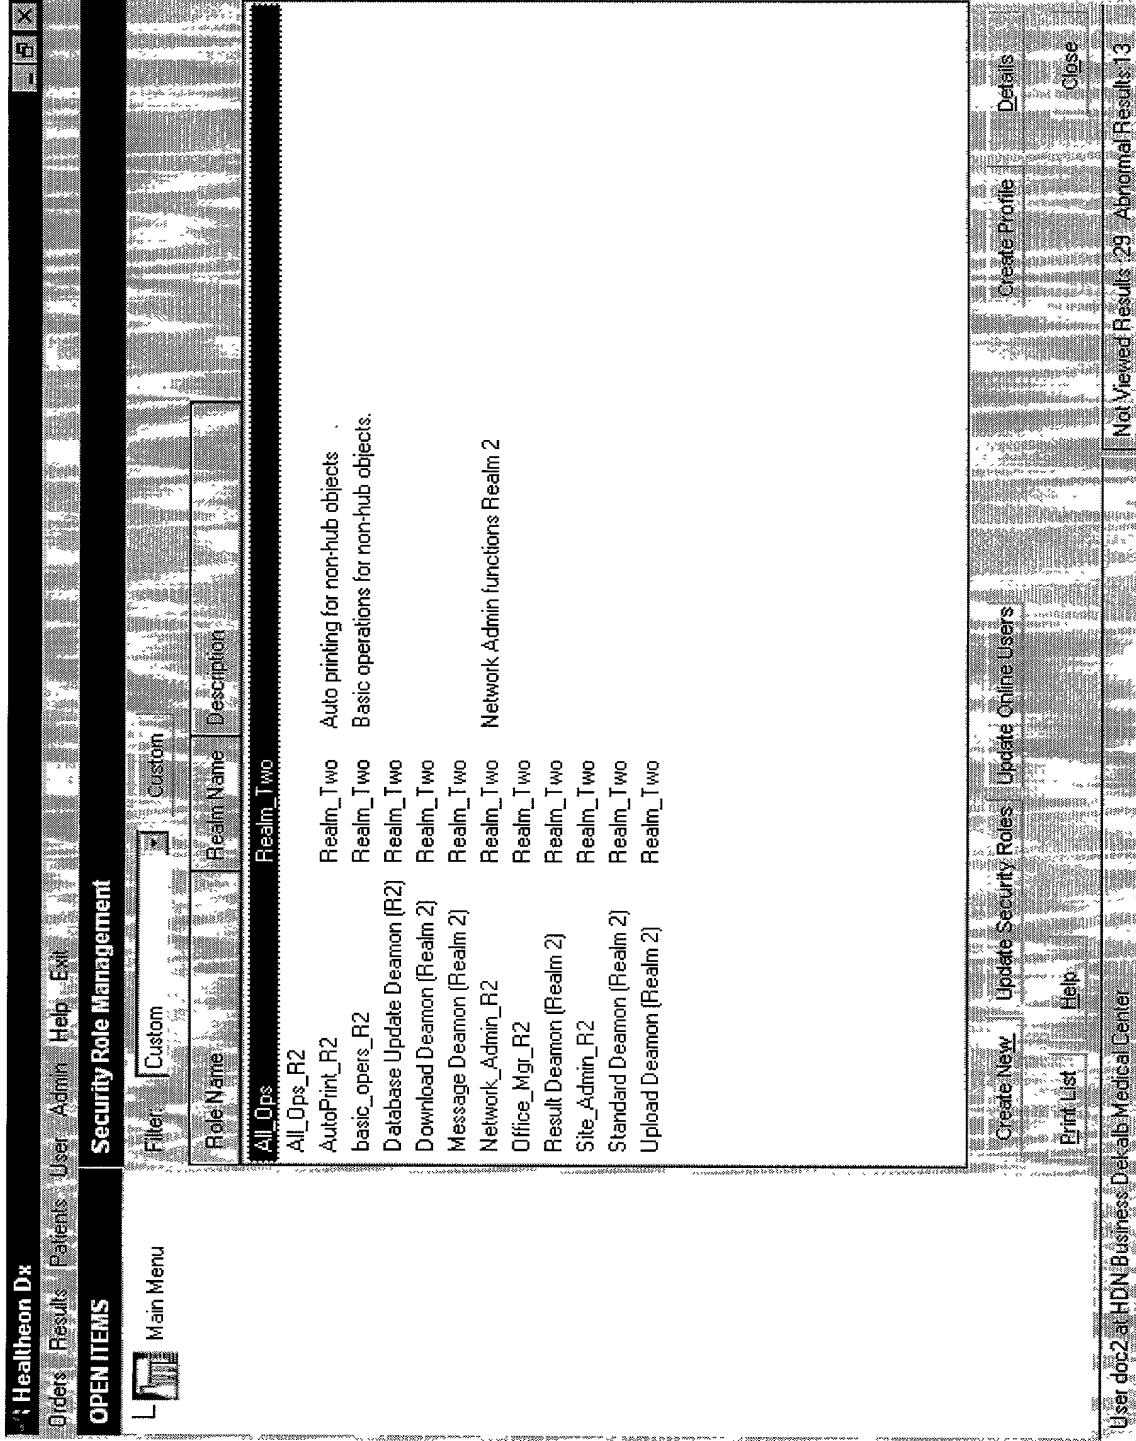 Healtheon Dx
Orders Results Patients User Admin Help Exit
OPEN ITEMS Security Role Management
Main Menu
Filter: Custom Custom
Role Name Realm Name Description
All_Ops Realm_Two
All_Ops_R2
AutoPrint_R2 Realm_Two Auto printing for non-hub objects
basic_opers_R2 Realm_Two Basic operations for non-hub objects.
Database Update Deamon (R2) Realm_Two
Download Deamon (Realm 2) Realm_Two
Message Deamon (Realm 2) Realm_Two
Network_Admin_R2 Realm_Two Network Admin functions Realm 2
Office_Mgr_R2 Realm_Two
Result Deamon (Realm 2) Realm_Two
Site_Admin_R2 Realm_Two
Standard Deamon (Realm 2) Realm_Two
Upload Deamon (Realm 2) Realm_Two
Create New Update Security Roles Update Online Users Create Profile Details
Print List Help Close
User doc2 at HDN Business Dekalb Medical Center Not Viewed Results :29 Abnormal Results:13